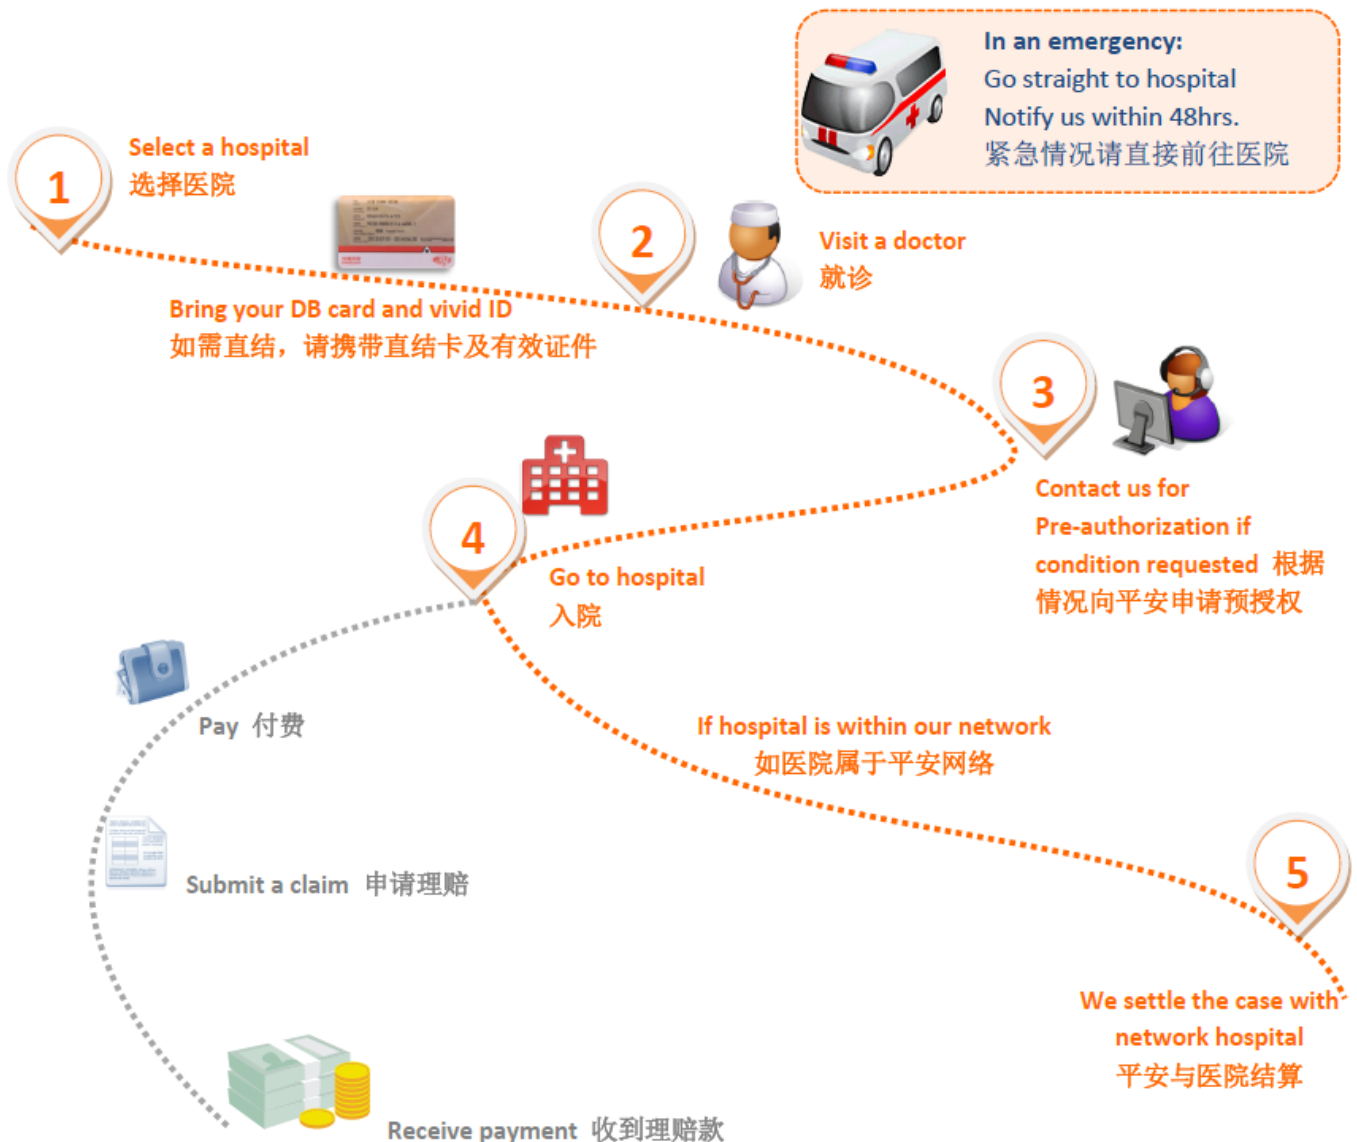 In an emergency:
Go straight to hospital
Notify us within 48hrs.
紧急情况请直接前往医院
1
Select a hospital
选择医院
Bring your DB card and vivid ID
如需直结，请携带直结卡及有效证件
2
Visit a doctor
就诊
3
Contact us for
Pre-authorization if
condition requested 根据
情况向平安申请预授权
4
Go to hospital
入院
Pay 付费
Submit a claim 申请理赔
Receive payment 收到理赔款
If hospital is within our network
如医院属于平安网络
5
We settle the case with
network hospital
平安与医院结算